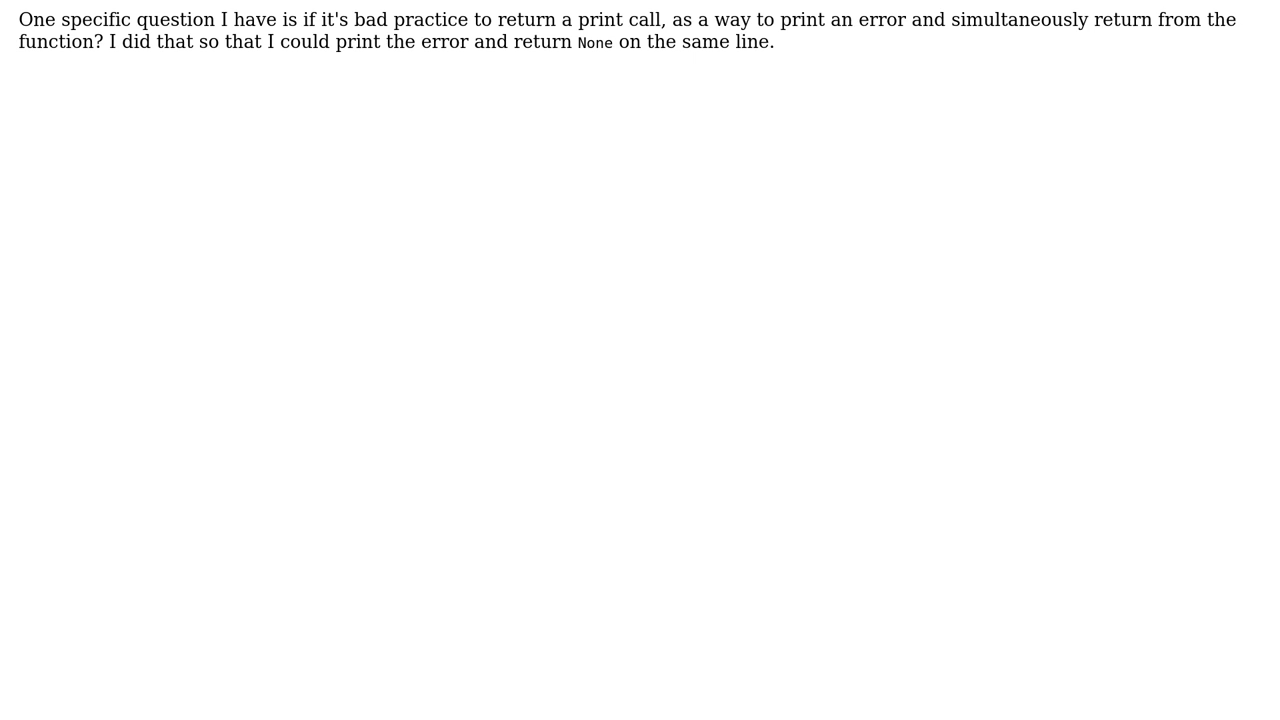 One specific question I have is if it's bad practice to return a print call, as a way to print an error and simultaneously return from the
function? I did that so that I could print the error and return None on the same line.